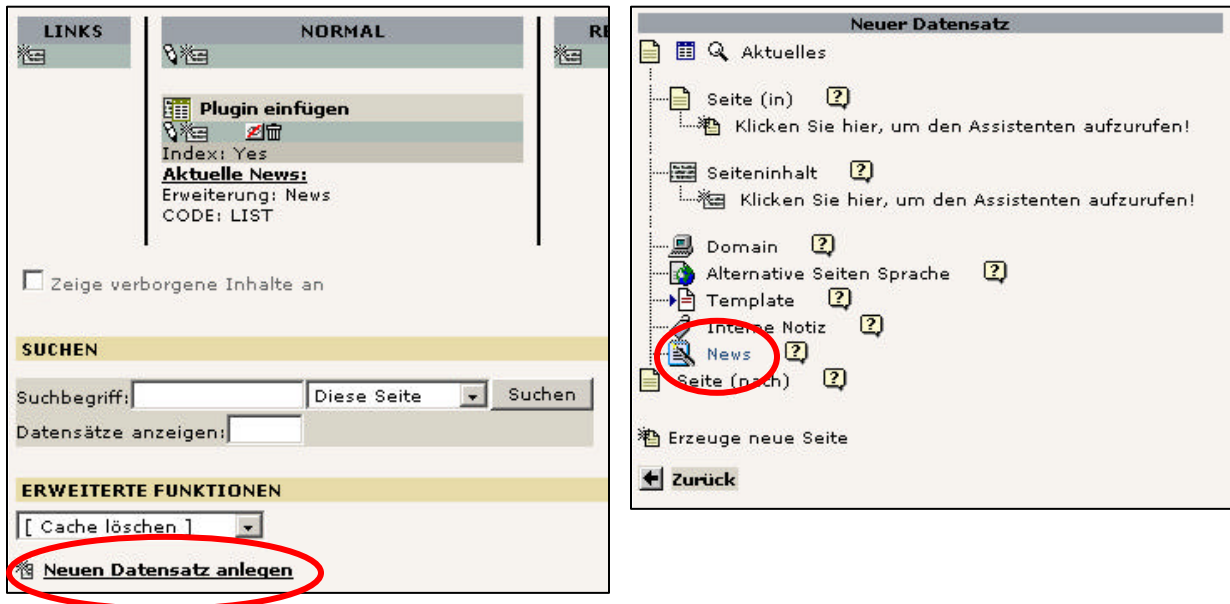 LINKS
NORMAL
Plugin einfügen
Index: Yes
Aktuelle News:
Erweiterung: News
CODE: LIST
Zeige verborgene Inhalte an
SUCHEN
Suchbegriff: Diese Seite Suchen
Datensätze anzeigen:
ERWEITERTE FUNKTIONEN
[ Cache löschen ]
Neuen Datensatz anlegen
Neuer Datensatz
Aktuelles
Seite (in)
Klicken Sie hier, um den Assistenten aufzurufen!
Seiteninhalt
Klicken Sie hier, um den Assistenten aufzurufen!
Domain
Alternative Seiten Sprache
Template
Interne Notiz
News
Seite (nach)
Erzeuge neue Seite
Zurück